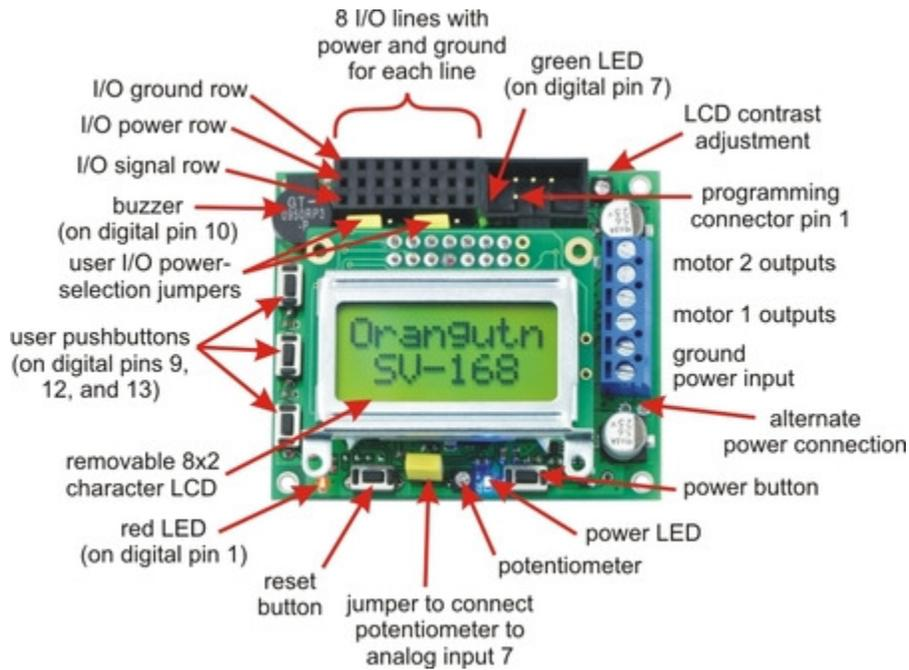 8 I/O lines with
power and ground
for each line
green LED
(on digital pin 7)
I/O ground row
I/O power row
I/O signal row
LCD contrast
adjustment
buzzer
(on digital pin 10)
GT-
0950RP3
programming
connector pin 1
user I/O power-
selection jumpers
motor 2 outputs
motor 1 outputs
user pushbuttons
(on digital pins 9,
12, and 13)
Orangutn
SV-168
ground
power input
alternate
power connection
removable 8x2
character LCD
power button
red LED
(on digital pin 1)
power LED
reset
button
potentiometer
jumper to connect
potentiometer to
analog input 7